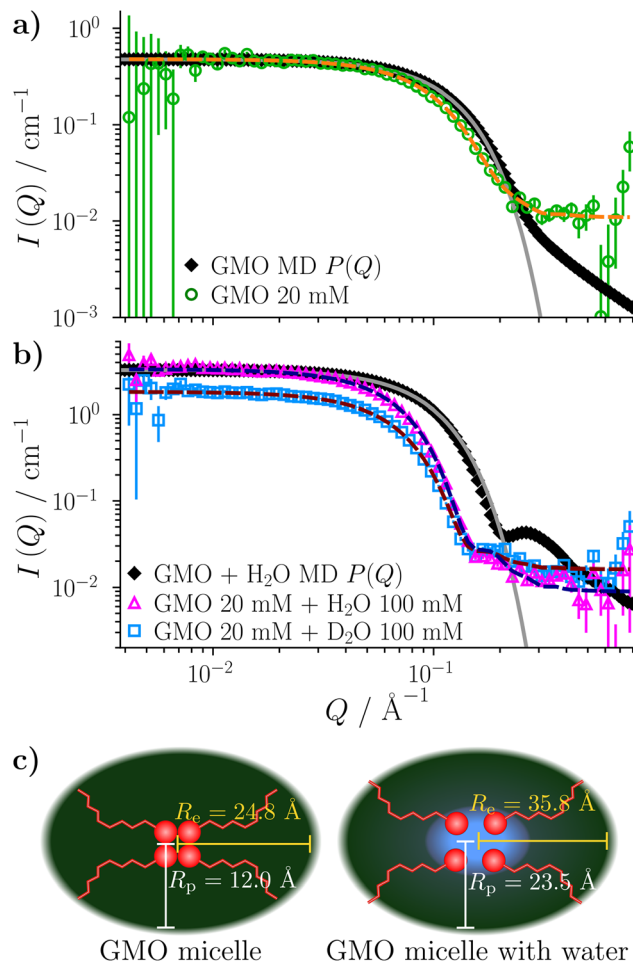 a)
10⁰
10⁻¹
10⁻²
10⁻³
I (Q) / cm⁻¹
GMO MD P(Q)
GMO 20 mM
b)
10⁰
10⁻¹
10⁻²
I (Q) / cm⁻¹
GMO + H₂O MD P(Q)
GMO 20 mM + H₂O 100 mM
GMO 20 mM + D₂O 100 mM
10⁻² 10⁻¹
Q / Å⁻¹
c)
Rₑ = 24.8 Å
Rₚ = 12.0 Å
GMO micelle
Rₑ = 35.8 Å
Rₚ = 23.5 Å
GMO micelle with water